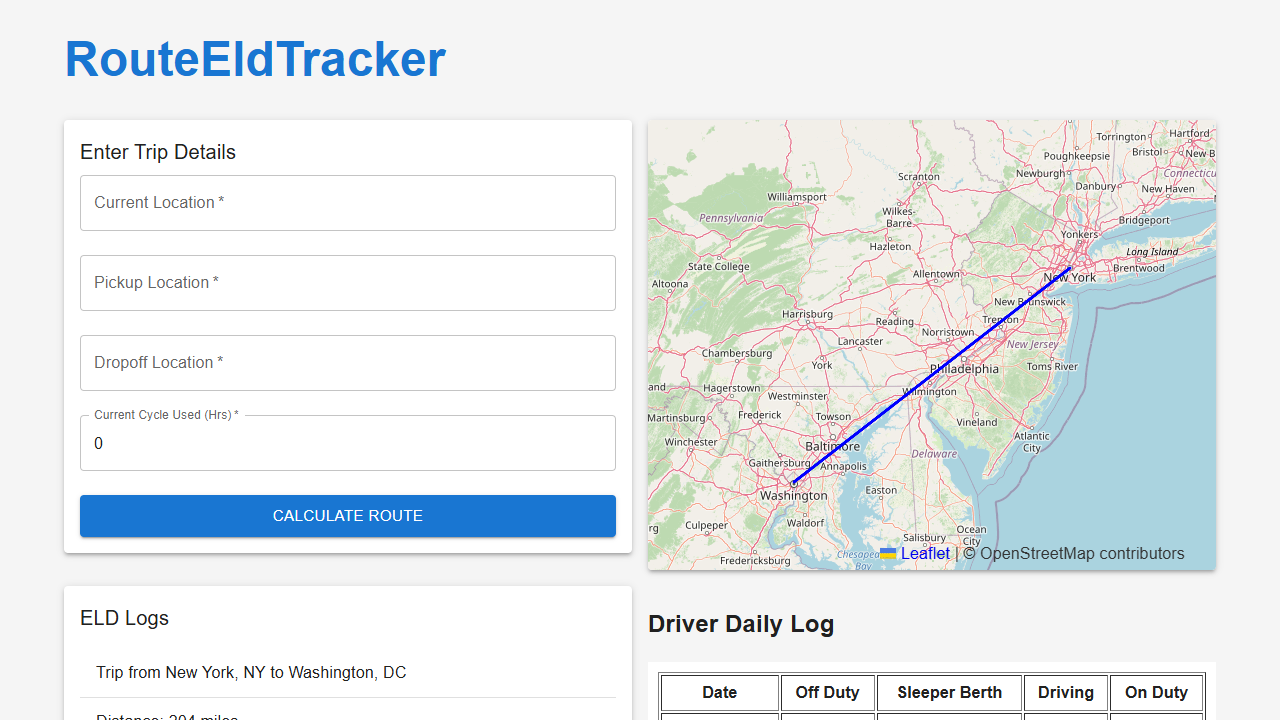 RouteEldTracker
Enter Trip Details
Current Location *
Pickup Location *
Dropoff Location *
Current Cycle Used (Hrs) *
0
CALCULATE ROUTE
ELD Logs
Trip from New York, NY to Washington, DC
Torrington
Hartford
Poughkeepsie
Bristol
New B
Scranton
Newburgh
Connecticu
Danbury
New Haven
Williamsport
Wilkes-
Barre
Pennsylvania
Bridgeport
Yonkers
Hazleton
Long Island
State College
Allentown
New York
Brentwood
Altoona
New Brunswick
Harrisburg
Reading
Trenton
Norristown
Lancaster
New Jersey
Chambersburg
York
Philadelphia
Toms River
and
Hagerstown
Wilmington
Westminster
Martinsburg
Frederick
Towson
Vineland
Winchester
Baltimore
Atlantic
City
Gaithersburg
Annapolis
Delaware
Washington
Easton
rg
Culpeper
Waldorf
Salisbury
Ocean
City
Fredericksburg
Chesapeake
Bay
Leaflet | © OpenStreetMap contributors
Driver Daily Log
Date Off Duty Sleeper Berth Driving On Duty